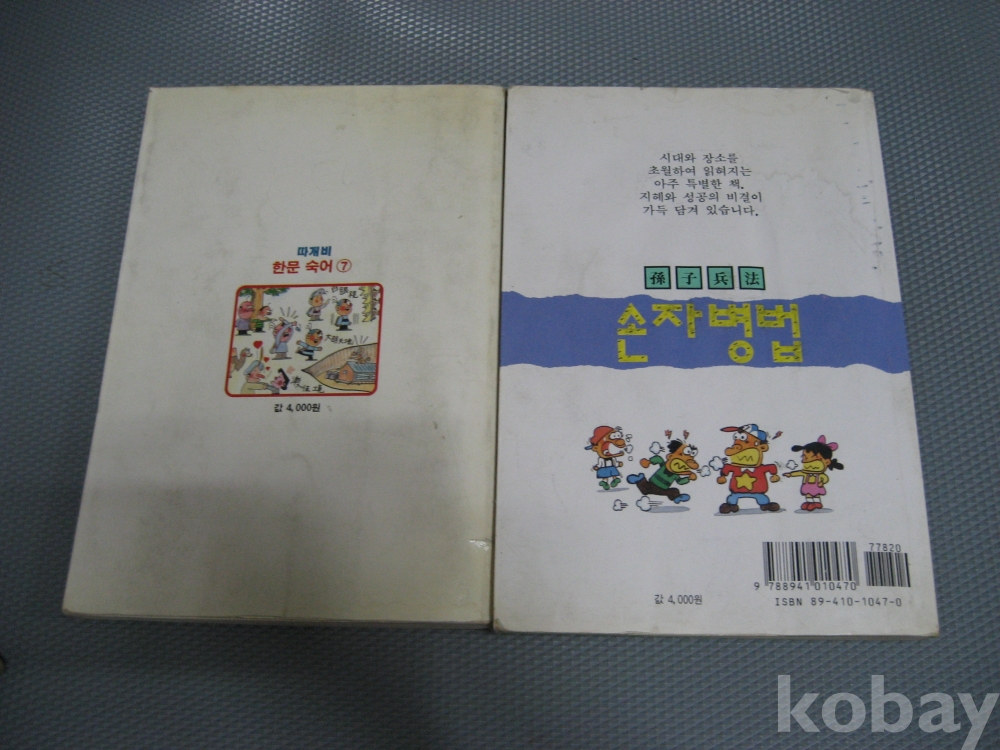 따개비
한문 숙어 ⑦
값 4,000원
시대와 장소를
초월하여 읽혀지는
아주 특별한 책.
지혜와 성공의 비결이
가득 담겨 있습니다.
孫子兵法
손자병법
77820
9 788941 010470
값 4,000원
ISBN 89-410-1047-0
kobay